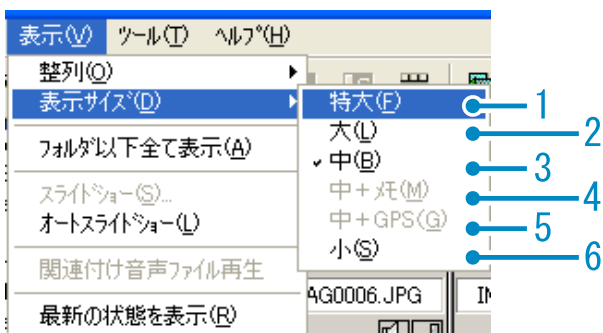 表示(V) ツール(T) ヘルプ(H)
整列(O)
表示サイズ(D)
フォルダ以下全て表示(A)
スライドショー(S)...
オートスライドショー(L)
関連付け音声ファイル再生
最新の状態を表示(R)
特大(F) 1
大(L) 2
中(B) 3
中+メモ(M) 4
中+GPS(G) 5
小(S) 6
AG0006.JPG